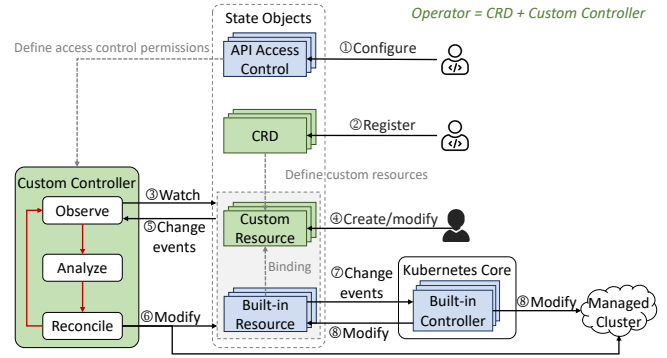 State Objects
Operator = CRD + Custom Controller
Define access control permissions
API Access
Control
①Configure
CRD
②Register
Define custom resources
Custom Controller
③Watch
Observe
⑤Change
events
Custom
Resource
④Create/modify
Analyze
Binding
⑦Change
events
Kubernetes Core
Reconcile
⑥Modify
Built-in
Resource
⑧Modify
Built-in
Controller
⑧Modify
Managed
Cluster